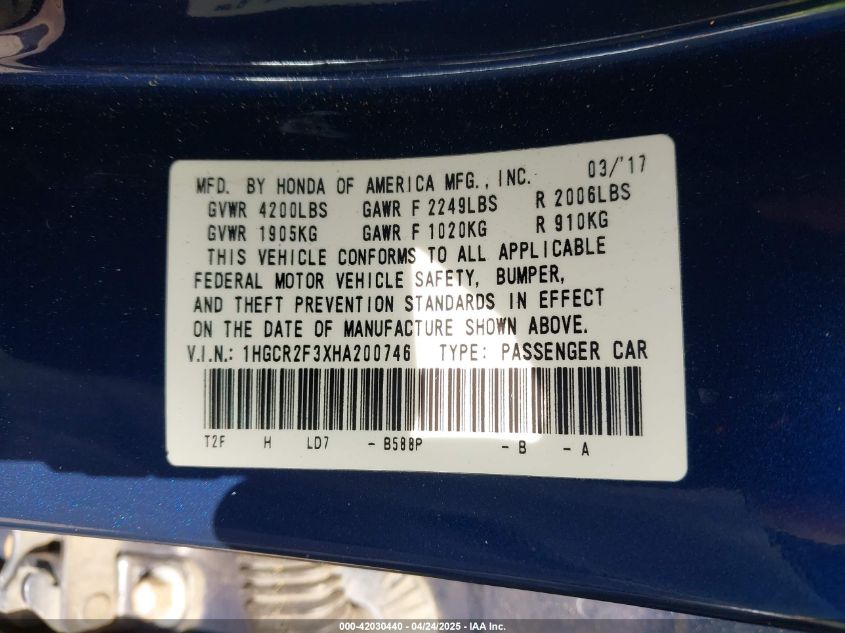 03/'17
MFD. BY HONDA OF AMERICA MFG., INC.
GVWR 4200LBS GAWR F 2249LBS R 2006LBS
GVWR 1905KG GAWR F 1020KG R 910KG
THIS VEHICLE CONFORMS TO ALL APPLICABLE
FEDERAL MOTOR VEHICLE SAFETY, BUMPER,
AND THEFT PREVENTION STANDARDS IN EFFECT
ON THE DATE OF MANUFACTURE SHOWN ABOVE.
V.I.N.: 1HGCR2F3XHA200746 TYPE: PASSENGER CAR
T2F H LD7 - B588P - B - A
000-42030440 - 04/24/2025 - IAA Inc.